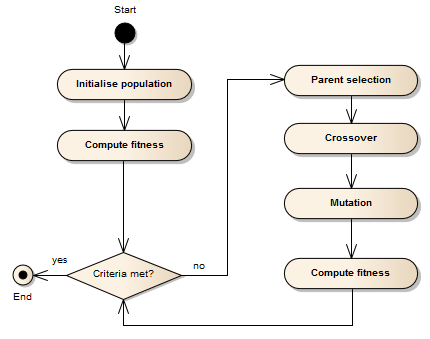 Start
Initialise population
Compute fitness
Criteria met?
yes
End
no
Parent selection
Crossover
Mutation
Compute fitness